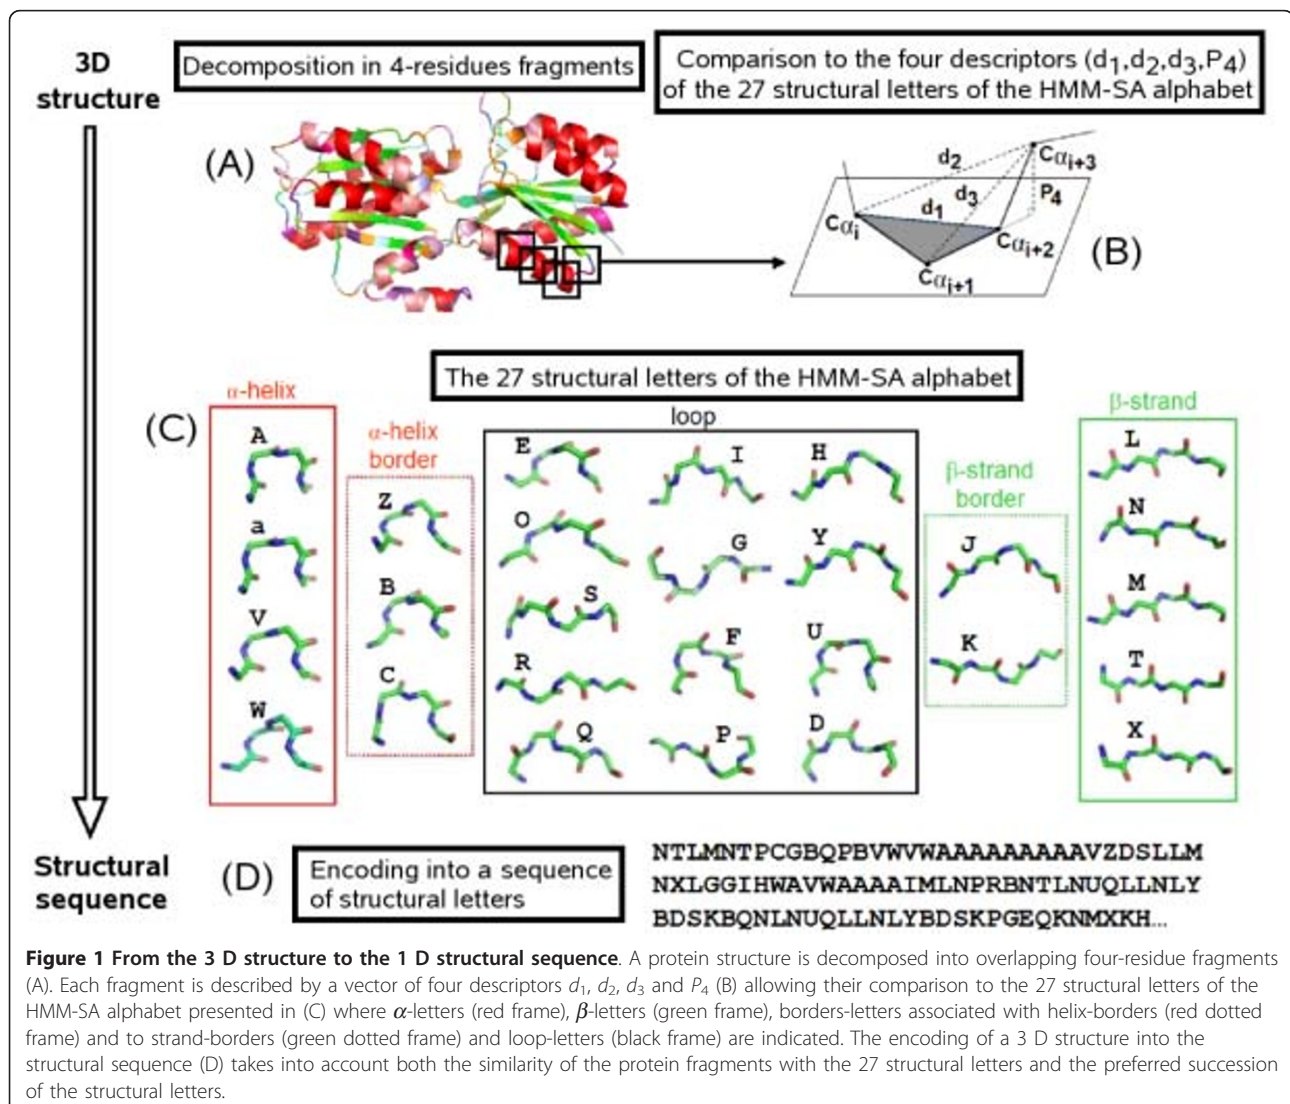 3D
structure
Decomposition in 4-residues fragments
Comparison to the four descriptors (d₁,d₂,d₃,P₄)
of the 27 structural letters of the HMM-SA alphabet
(A)
d₂
Cαᵢ₊₃
d₃
P₄
d₁
Cαᵢ
Cαᵢ₊₂
(B)
Cαᵢ₊₁
The 27 structural letters of the HMM-SA alphabet
(C)
α-helix
A
a
V
W
α-helix
border
Z
B
C
loop
E
I
H
O
G
Y
S
F
U
R
Q
P
D
β-strand
border
J
K
β-strand
L
N
M
T
X
Structural
sequence
(D)
Encoding into a sequence
of structural letters
NTLMNTPCGBQPBVWVWAAAAAAAAAAVZDSLLM
NXLGGIHWAVWAAAAIMLNPRBNTLNUQLLNLY
BDSKBQNLNUQLLNLYBDSKPGEQKNMXKH...
Figure 1 From the 3 D structure to the 1 D structural sequence. A protein structure is decomposed into overlapping four-residue fragments
(A). Each fragment is described by a vector of four descriptors d₁, d₂, d₃ and P₄ (B) allowing their comparison to the 27 structural letters of the
HMM-SA alphabet presented in (C) where α-letters (red frame), β-letters (green frame), borders-letters associated with helix-borders (red dotted
frame) and to strand-borders (green dotted frame) and loop-letters (black frame) are indicated. The encoding of a 3 D structure into the
structural sequence (D) takes into account both the similarity of the protein fragments with the 27 structural letters and the preferred succession
of the structural letters.